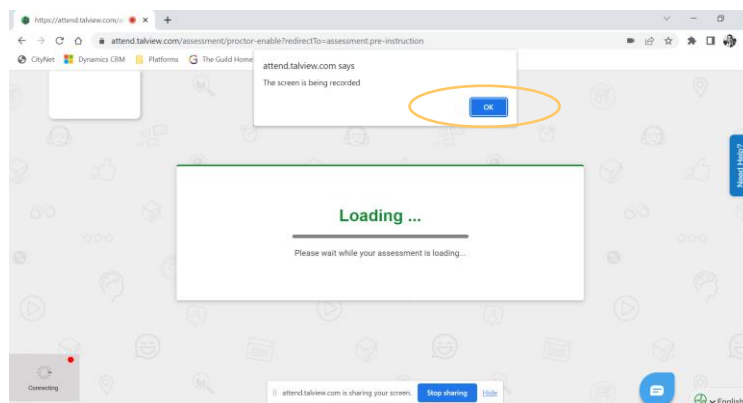 https://attend.talview.com/a
attend.talview.com/assessment/proctor-enable?redirectTo=assessment.pre-instruction
CityNet
Dynamics CRM
Platforms
The Guild Home
attend.talview.com says
The screen is being recorded
OK
Need Help?
Loading ...
Please wait while your assessment is loading...
Connecting
attend.talview.com is sharing your screen.
Stop sharing
Hide
English